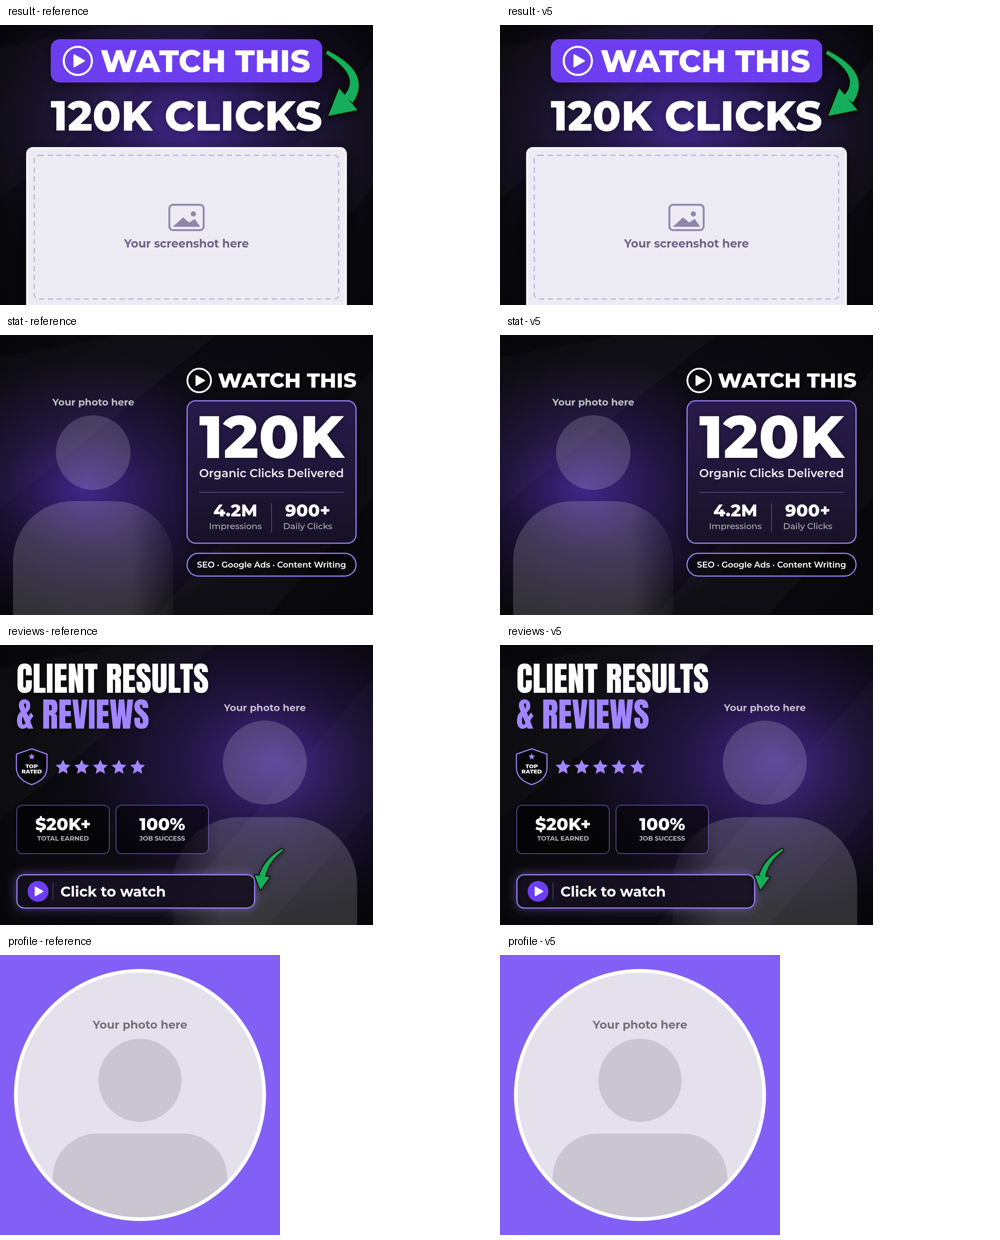 result - reference
WATCH THIS
120K CLICKS
Your screenshot here
result - v5
WATCH THIS
120K CLICKS
Your screenshot here
stat - reference
Your photo here
WATCH THIS
120K
Organic Clicks Delivered
4.2M 900+
Impressions Daily Clicks
SEO · Google Ads · Content Writing
stat - v5
Your photo here
WATCH THIS
120K
Organic Clicks Delivered
4.2M 900+
Impressions Daily Clicks
SEO · Google Ads · Content Writing
reviews - reference
CLIENT RESULTS
& REVIEWS
Your photo here
TOP
RATED
$20K+ 100%
TOTAL EARNED JOB SUCCESS
Click to watch
reviews - v5
CLIENT RESULTS
& REVIEWS
Your photo here
TOP
RATED
$20K+ 100%
TOTAL EARNED JOB SUCCESS
Click to watch
profile - reference
Your photo here
profile - v5
Your photo here